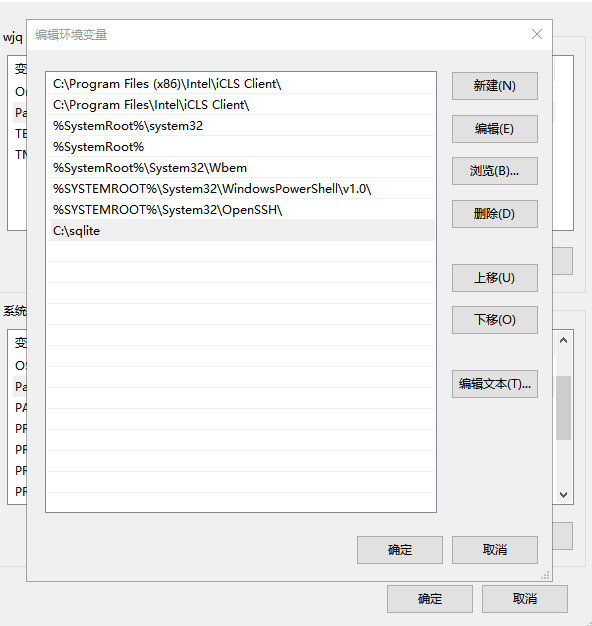 编辑环境变量
wjq
变
Or
Pa
TE
TM
C:\Program Files (x86)\Intel\iCLS Client\
C:\Program Files\Intel\iCLS Client\
%SystemRoot%\system32
%SystemRoot%
%SystemRoot%\System32\Wbem
%SYSTEMROOT%\System32\WindowsPowerShell\v1.0\
%SYSTEMROOT%\System32\OpenSSH\
C:\sqlite
新建(N)
编辑(E)
浏览(B)...
删除(D)
上移(U)
下移(O)
编辑文本(T)...
系统
变
OS
Pa
PA
PR
PR
PR
PR
确定
取消
确定
取消